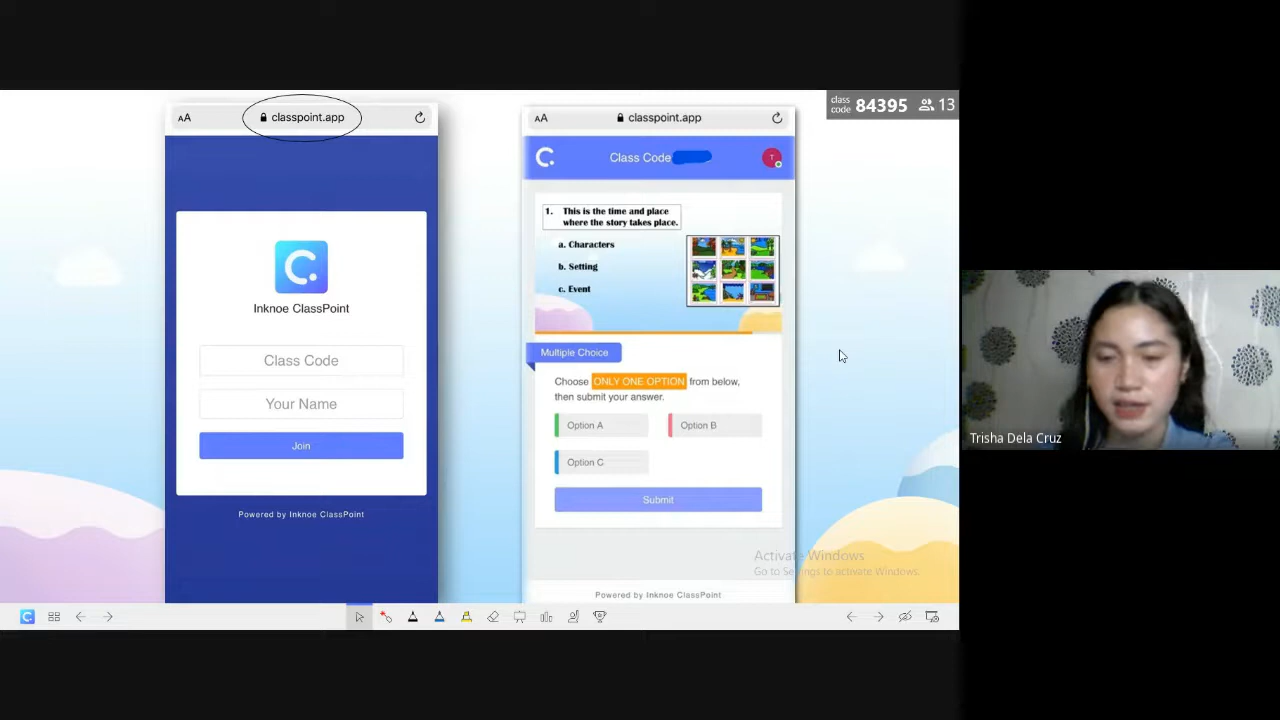 AA classpoint.app
Inknoe ClassPoint
Class Code
Your Name
Join
Powered by Inknoe ClassPoint
AA classpoint.app
Class Code
T
1. This is the time and place
where the story takes place.
a. Characters
b. Setting
c. Event
Multiple Choice
Choose ONLY ONE OPTION from below,
then submit your answer.
Option A Option B
Option C
Submit
Powered by Inknoe ClassPoint
class
code 84395 13
Activate Windows
Go to Settings to activate Windows.
Trisha Dela Cruz